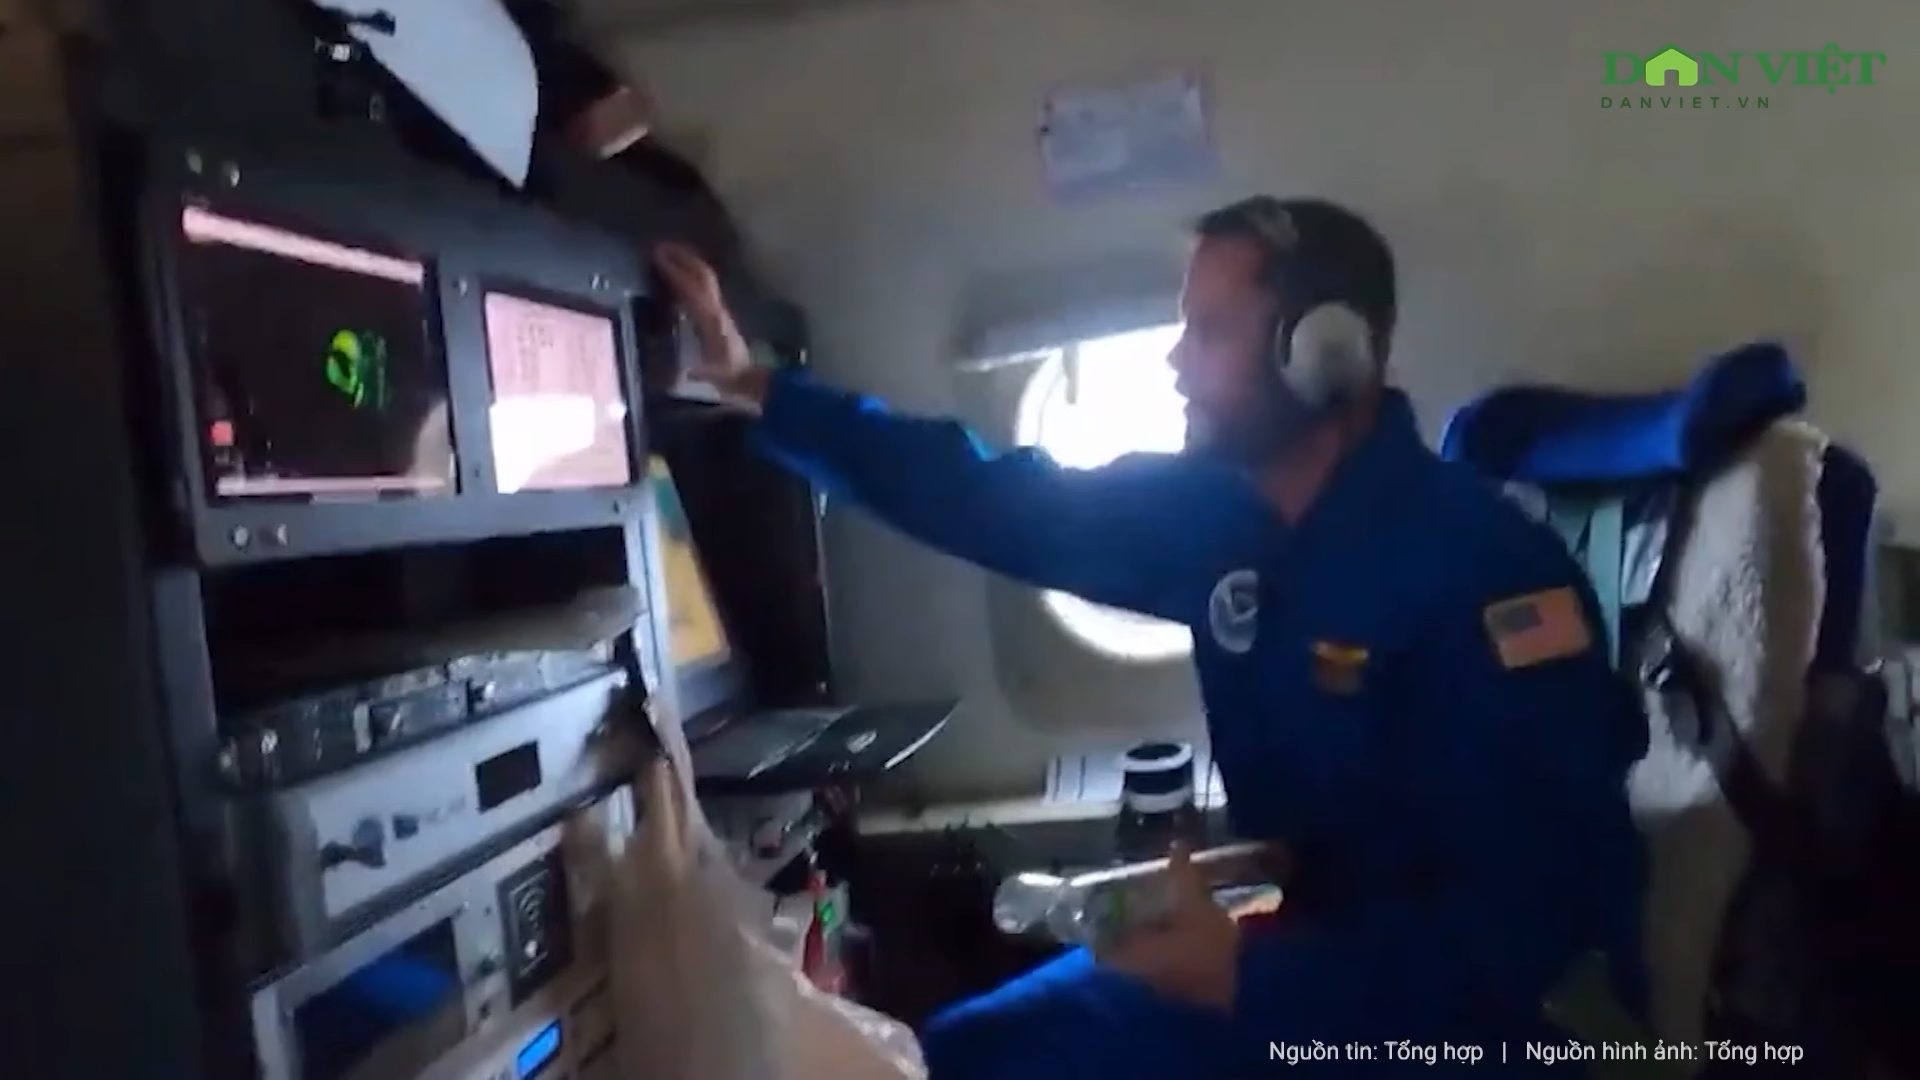 DÂN VIỆT
DANVIET.VN
Nguồn tin: Tổng hợp | Nguồn hình ảnh: Tổng hợp